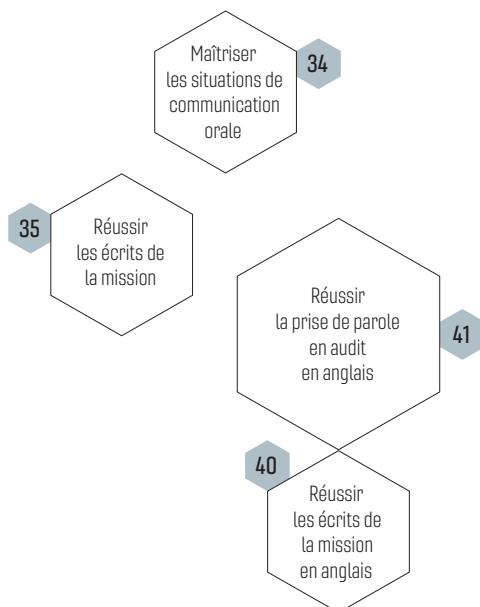 Maîtriser
les situations de
communication
orale
34
35
Réussir
les écrits de
la mission
Réussir
la prise de parole
en audit
en anglais
41
40
Réussir
les écrits de
la mission
en anglais